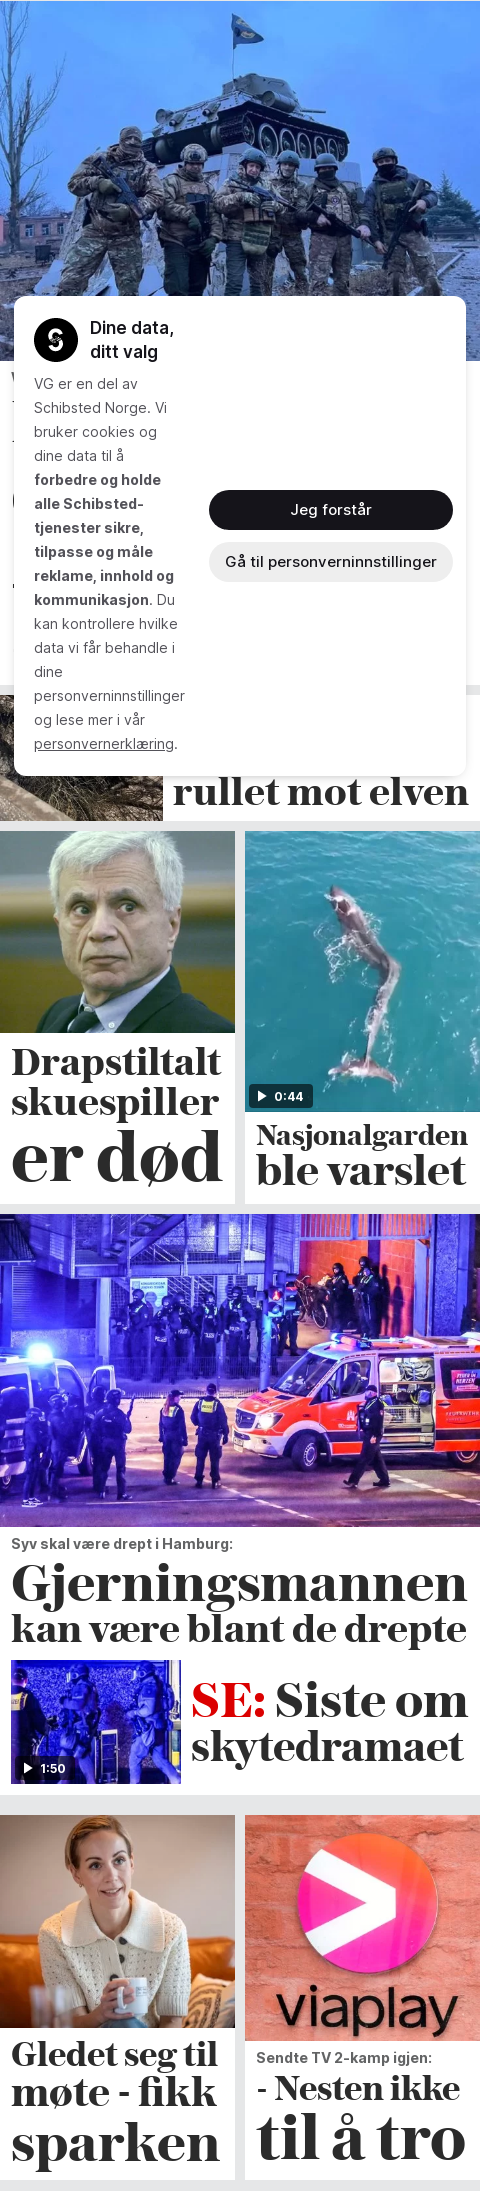 Dine data,
ditt valg
VG er en del av
Schibsted Norge. Vi
bruker cookies og
dine data til å
forbedre og holde
alle Schibsted-
tjenester sikre,
tilpasse og måle
reklame, innhold og
kommunikasjon. Du
kan kontrollere hvilke
data vi får behandle i
dine
personverninnstillinger
og lese mer i vår
personvernerklæring.
Jeg forstår
Gå til personverninnstillinger
rullet mot elven
Drapstiltalt
skuespiller
er død
0:44
Nasjonalgarden
ble varslet
Syv skal være drept i Hamburg:
Gjerningsmannen
kan være blant de drepte
1:50
SE: Siste om
skytedramaet
Gledet seg til
møte - fikk
sparken
viaplay
Sendte TV 2-kamp igjen:
- Nesten ikke
til å tro